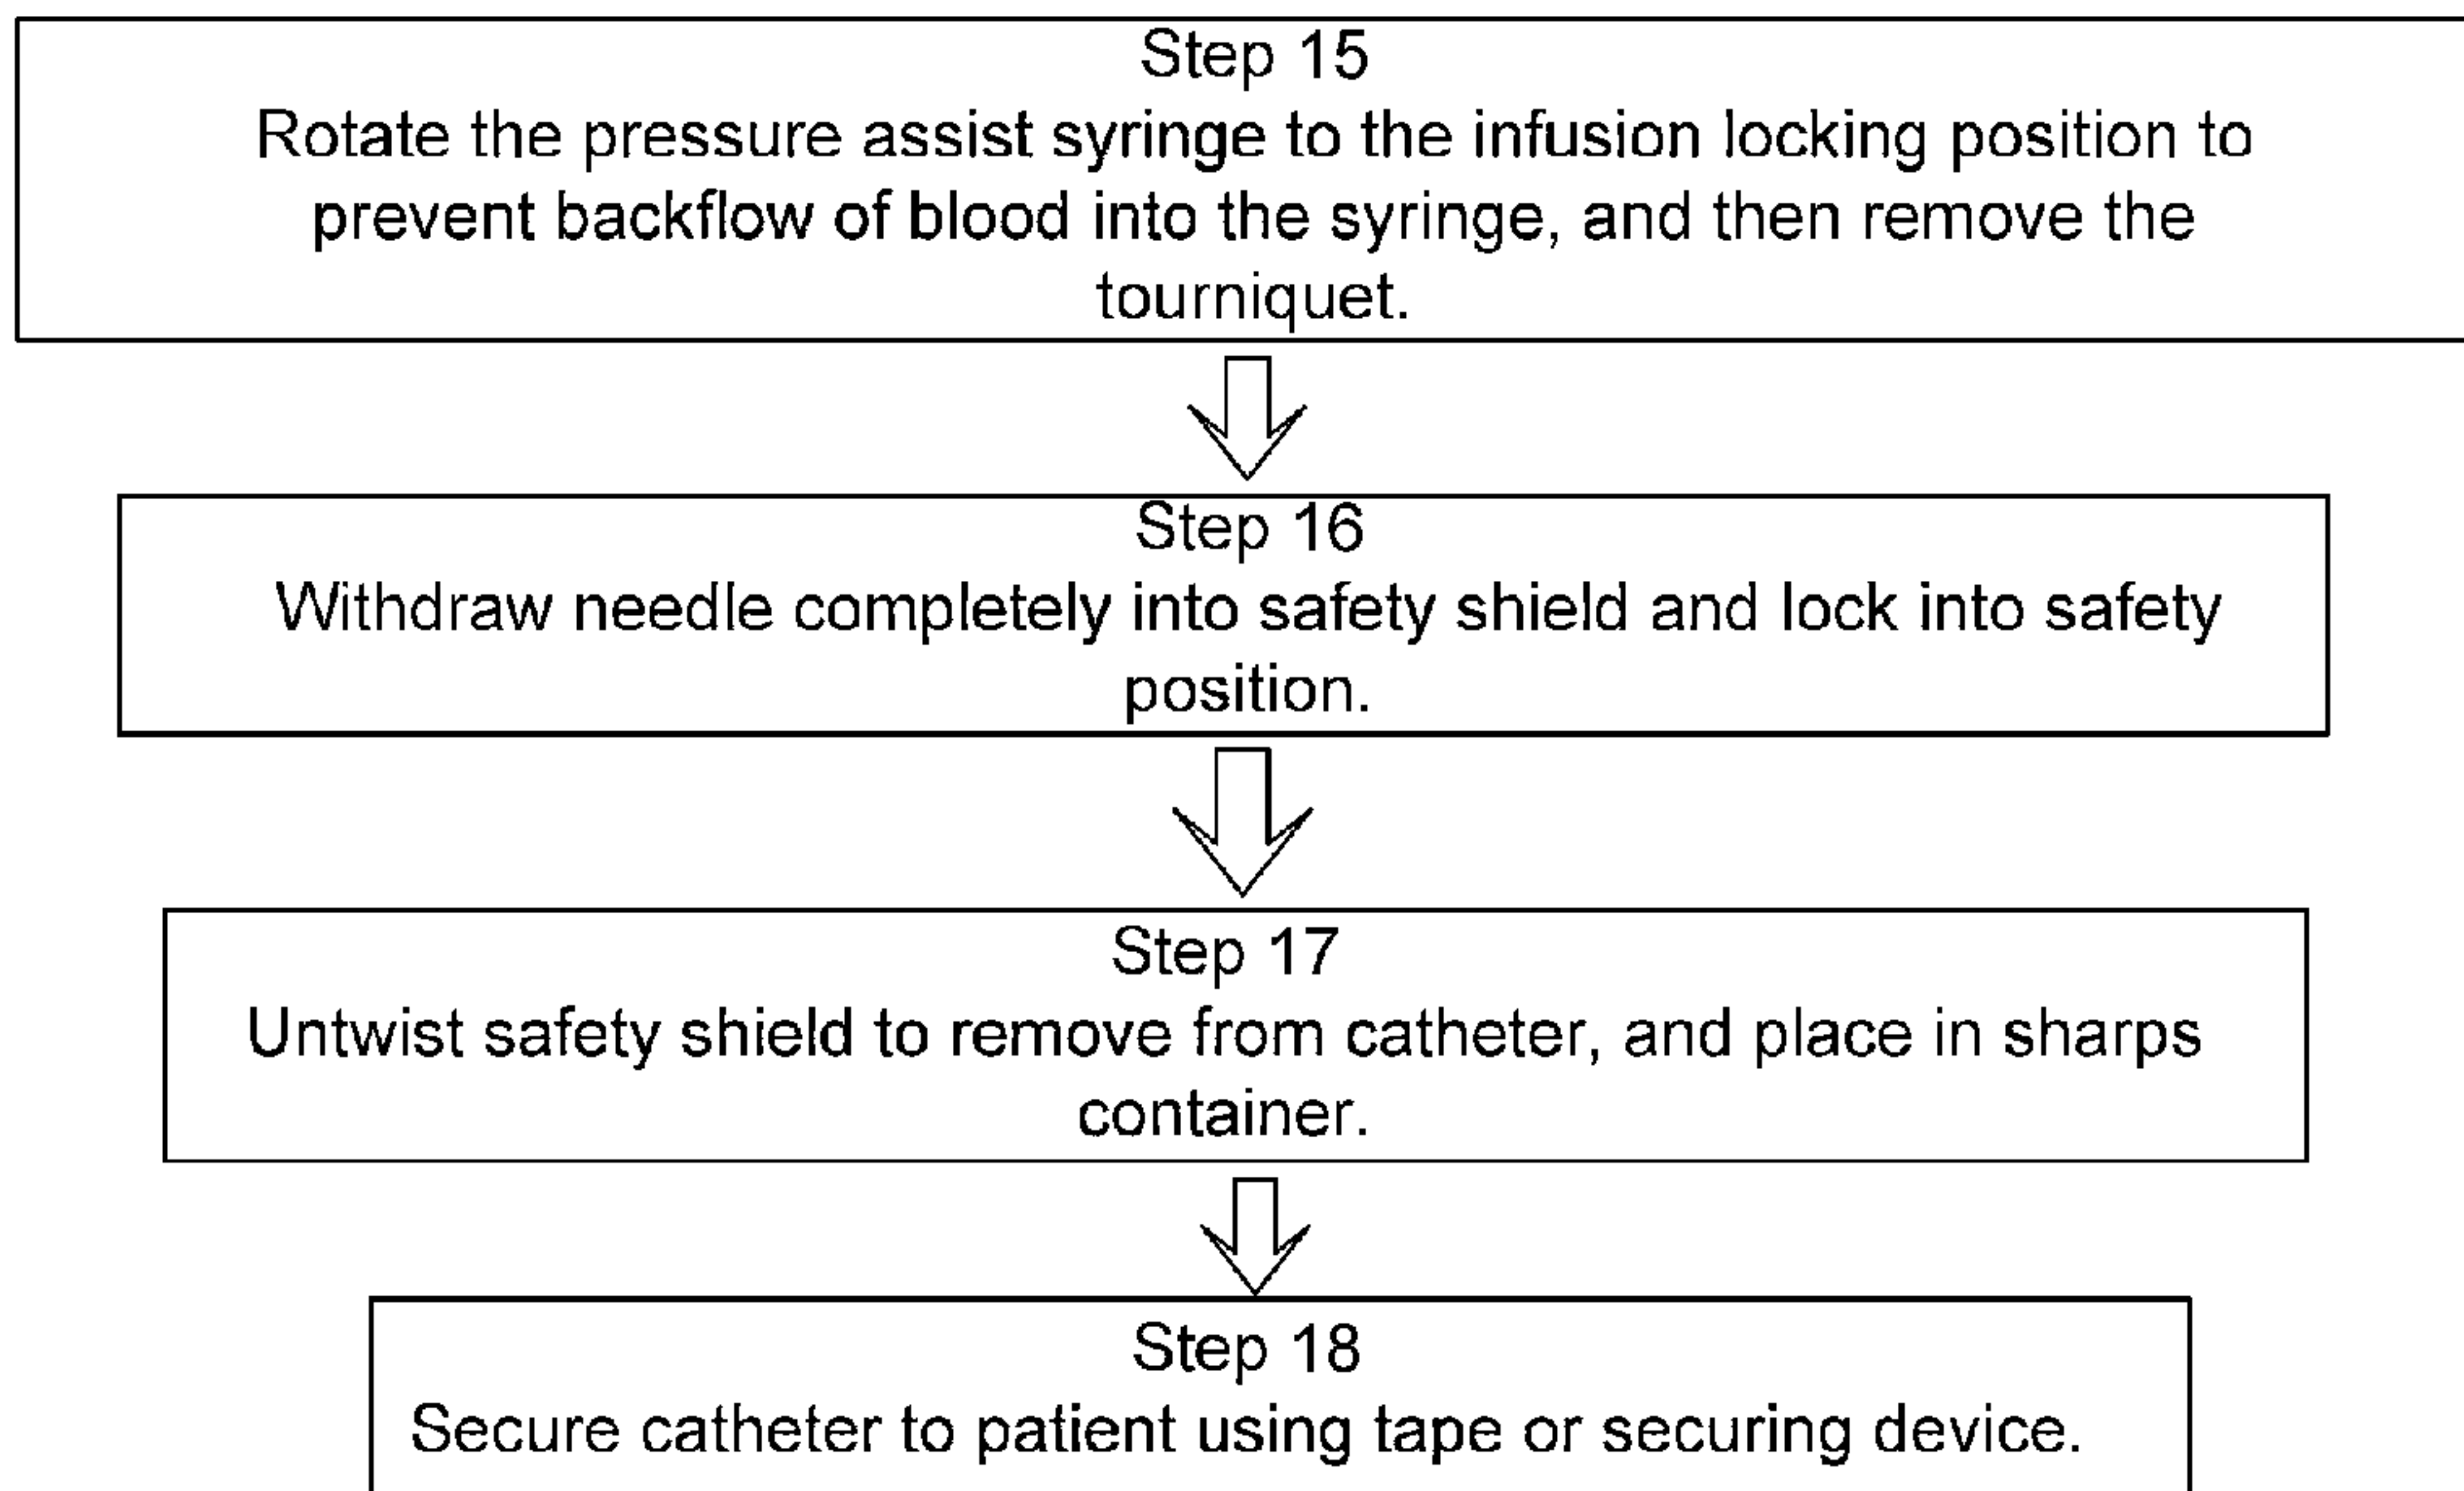 Step 15
Rotate the pressure assist syringe to the infusion locking position to
prevent backflow of blood into the syringe, and then remove the
tourniquet.
Step 16
Withdraw needle completely into safety shield and lock into safety
position.
Step 17
Untwist safety shield to remove from catheter, and place in sharps
container.
Step 18
Secure catheter to patient using tape or securing device.